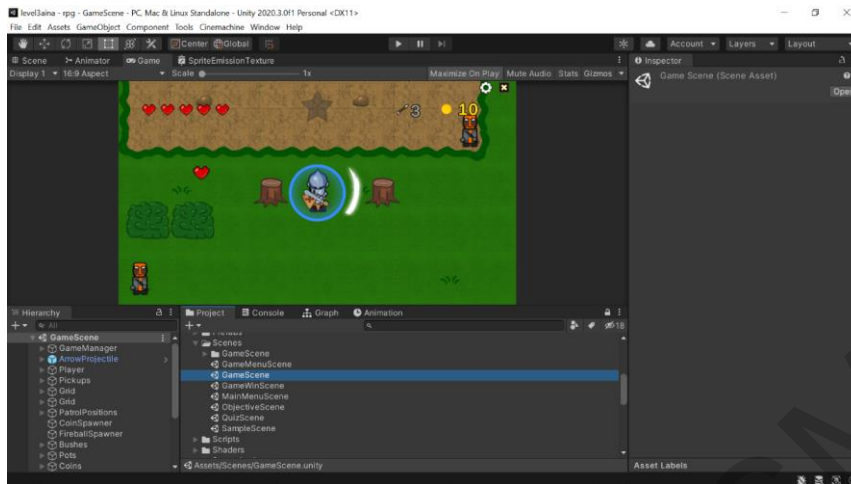 level3aina - rpg - GameScene - PC, Mac & Linux Standalone - Unity 2020.3.0f1 Personal <DX11>
File Edit Assets GameObject Component Tools Cinemachine Window Help
Center Global Account Layers Layout
Scene Animator Game SpriteEmissionTexture Inspector
Display 1 16:9 Aspect Scale 1x Maximize On Play Mute Audio Stats Gizmos
Game Scene (Scene Asset)
Open
3 10
Hierarchy Project Console Graph Animation
All 18
GameScene
GameManager
ArrowProjectile
Player
Pickups
Grid
Grid
PatrolPositions
CoinSpawner
FireballSpawner
Bushes
Pots
Coins
Scenes
GameScene
GameMenuScene
GameScene
GameWinScene
MainMenuScene
ObjectiveScene
QuizScene
SampleScene
Scripts
Shaders
Assets/Scenes/GameScene.unity
Asset Labels